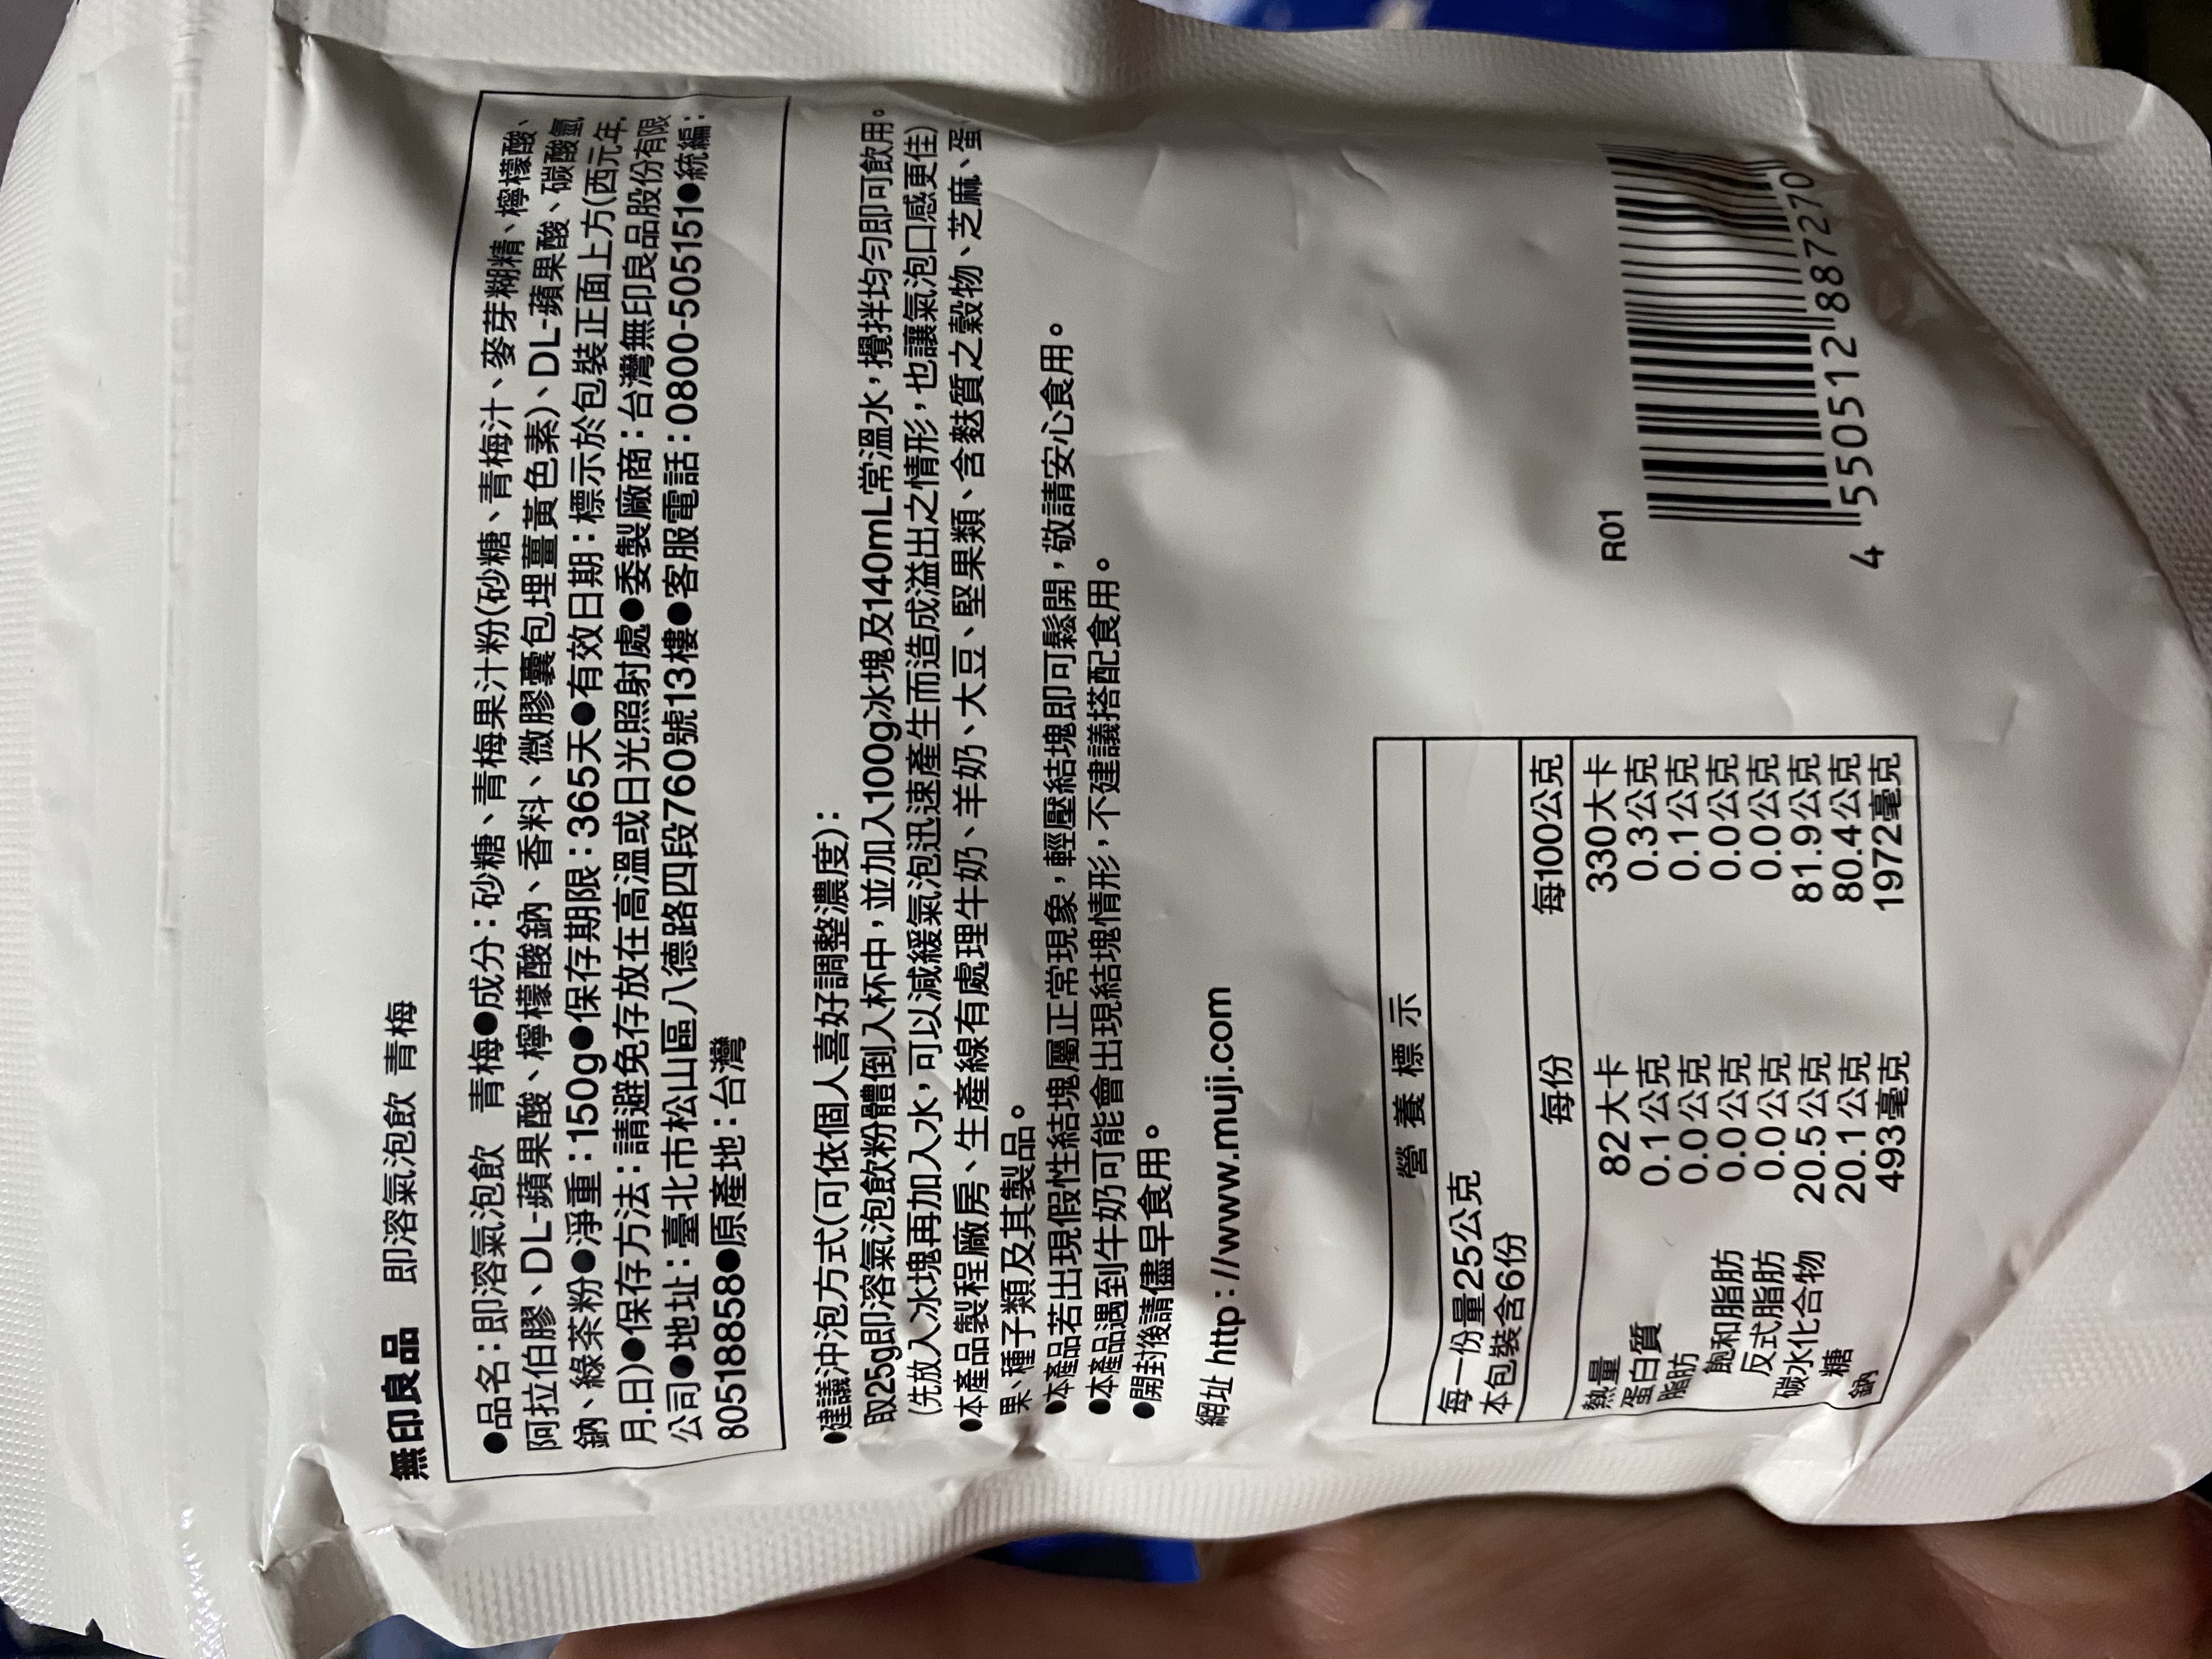 無印良品 即溶氣泡飲 青梅
●品名：即溶氣泡飲 青梅●成分：砂糖、青梅果汁粉(砂糖、青梅汁、麥芽糊精、檸檬酸、
阿拉伯膠、DL-蘋果酸、檸檬酸鈉、香料、微膠囊包埋薑黃色素)、DL-蘋果酸、碳酸氫
鈉、綠茶粉●淨重：150g●保存期限：365天●有效日期：標示於包裝正面上方(西元年.
月.日)●保存方法：請避免存放在高溫或日光照射處●委製廠商：台灣無印良品股份有限
公司●地址：臺北市松山區八德路四段760號13樓●客服電話：0800-505151●統編：
80518858●原產地：台灣
●建議沖泡方式(可依個人喜好調整濃度)：
取25g即溶氣泡飲粉體倒入杯中，並加入100g冰塊及140mL常溫水，攪拌均勻即可飲用。
(先放入冰塊再加入水，可以減緩氣泡迅速產生而造成溢出之情形，也讓氣泡口感更佳)
●本產品製程廠房、生產線有處理牛奶、羊奶、大豆、堅果類、含麩質之穀物、芝麻、蛋、
果、種子類及其製品。
●本產品若出現假性結塊屬正常現象，輕壓結塊即可鬆開，敬請安心食用。
●本產品遇到牛奶可能會出現結塊情形，不建議搭配食用。
●開封後請儘早食用。
網址 http：//www.muji.com
營養標示
每一份量25公克
本包裝含6份
每份 每100公克
熱量 82大卡 330大卡
蛋白質 0.1公克 0.3公克
脂肪 0.0公克 0.1公克
飽和脂肪 0.0公克 0.0公克
反式脂肪 0.0公克 0.0公克
碳水化合物 20.5公克 81.9公克
糖 20.1公克 80.4公克
鈉 493毫克 1972毫克
R01
4 550512 887270